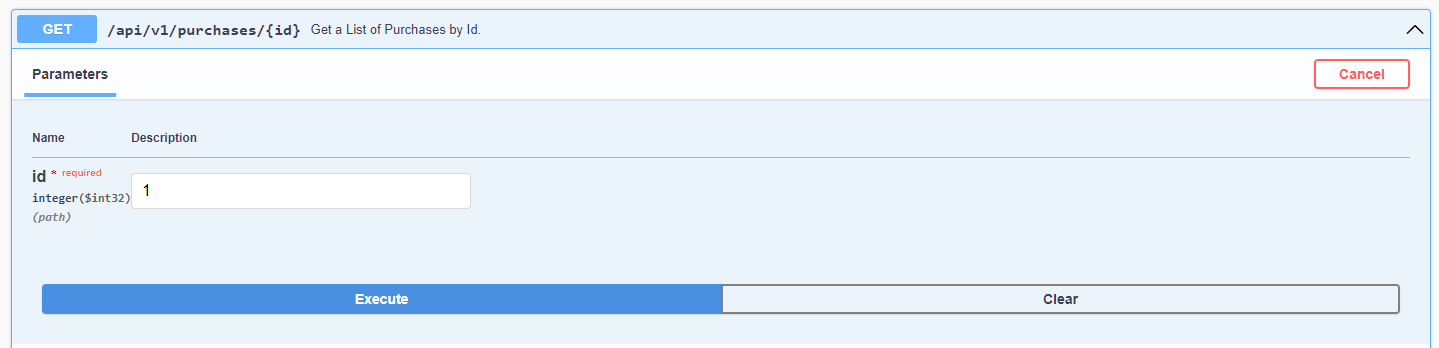 GET /api/v1/purchases/{id} Get a List of Purchases by Id.
Parameters Cancel
Name Description
id * required
integer($int32) 1
(path)
Execute Clear